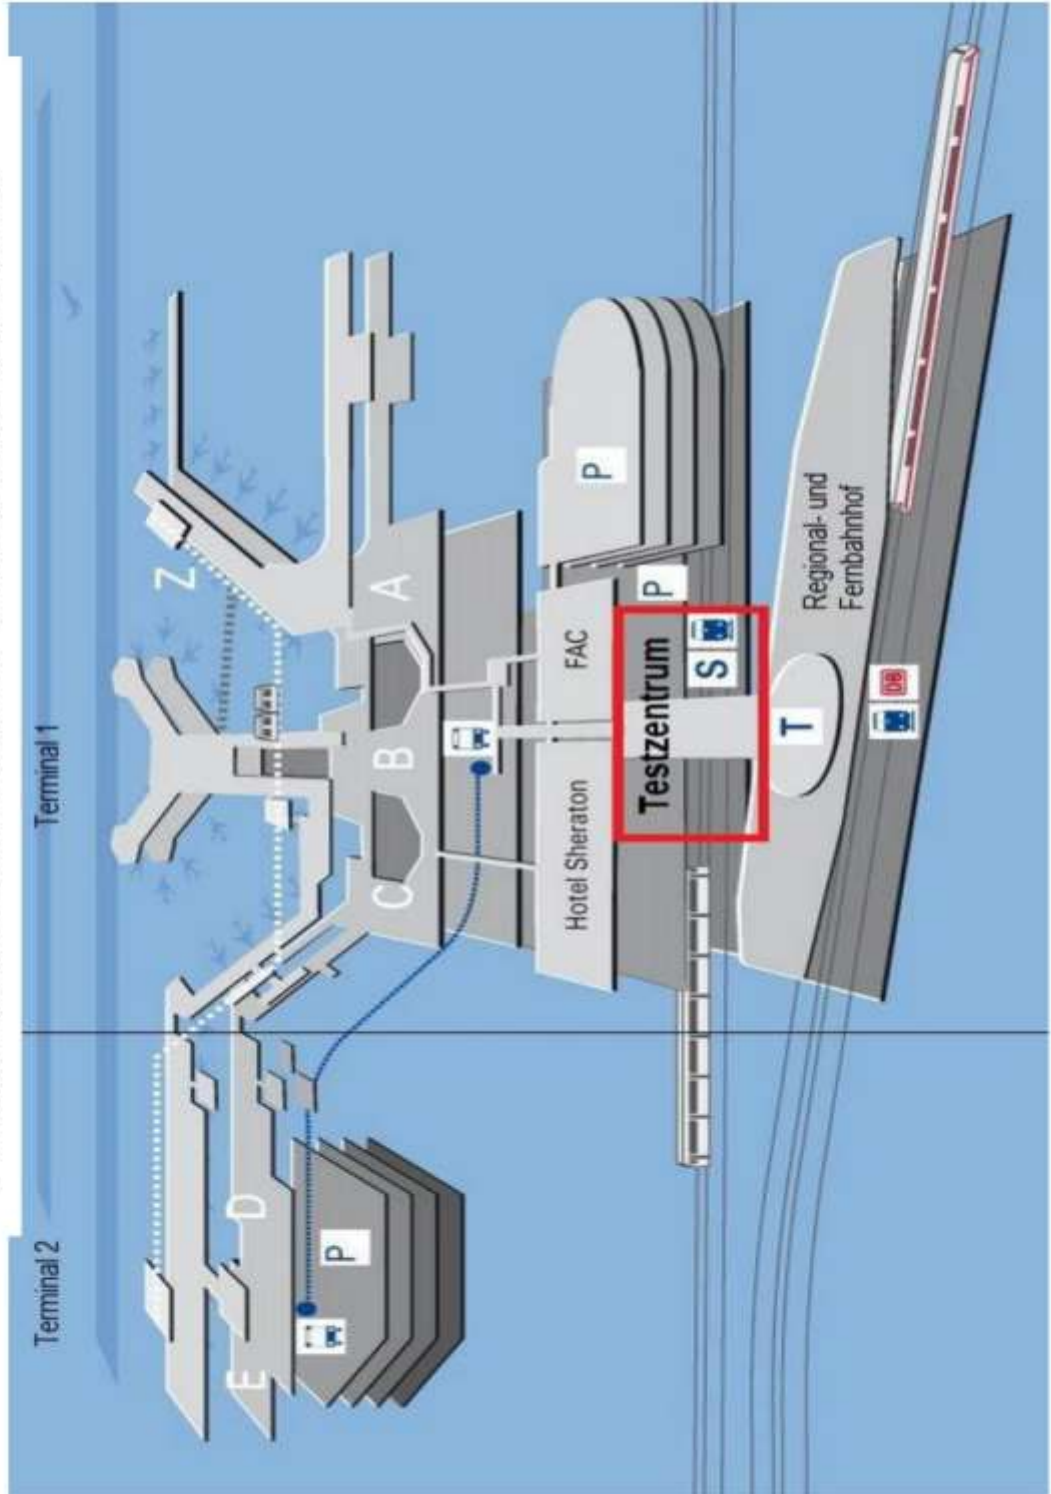 Terminal 2
Terminal 1
Z
A
B
C
D
E
P
P
P
Hotel Sheraton
FAC
Testzentrum
S
T
Regional- und
Fernbahnhof
DB